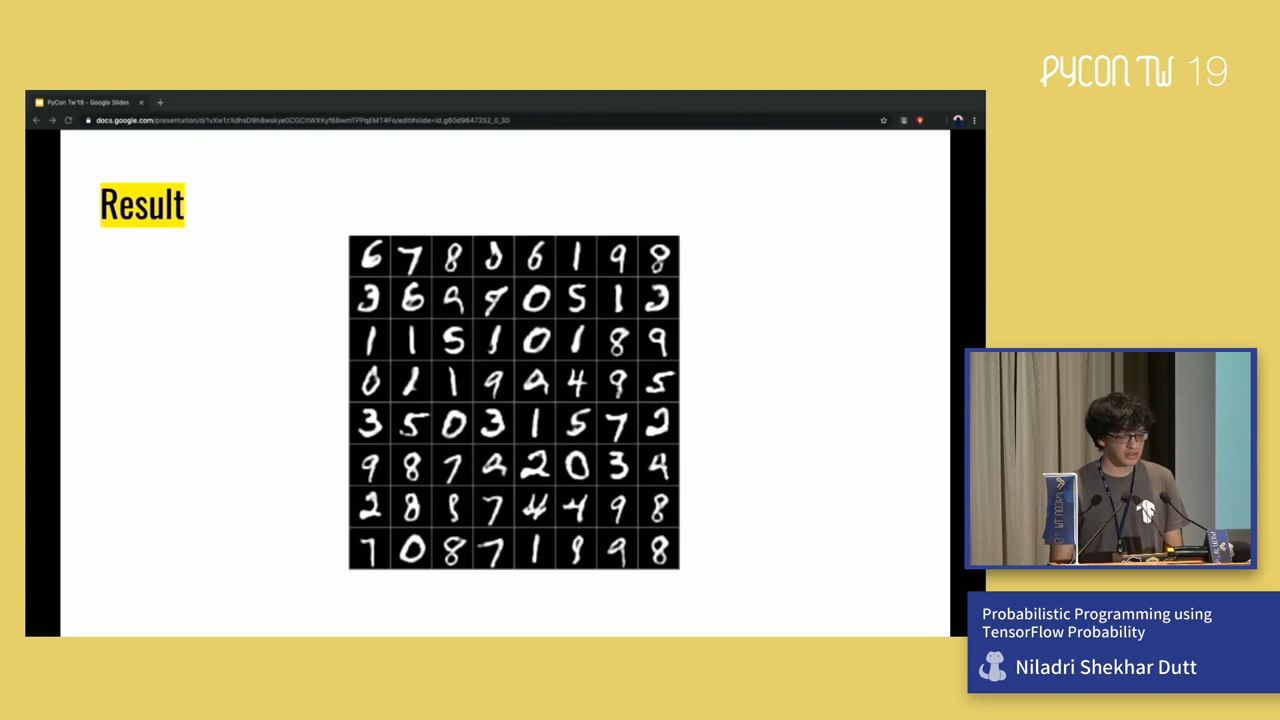 PYCON TW 19
PyCon Tw'19 - Google Slides
Result
6 7 8 6 1 9 8
3 6 9 9 0 5 1 3
1 1 5 1 0 1 8 9
0 1 1 9 9 4 9 5
3 5 0 3 1 5 7 2
9 8 7 9 2 0 3 9
2 8 8 7 4 4 9 8
7 0 8 7 1 9 9 8
Probabilistic Programming using
TensorFlow Probability
Niladri Shekhar Dutt